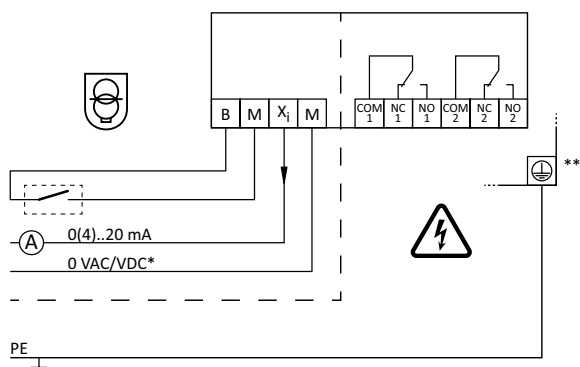 B M Xi M COM 1 NC 1 NO 1 COM 2 NC 2 NO 2
**
A 0(4)..20 mA
0 VAC/VDC*
PE